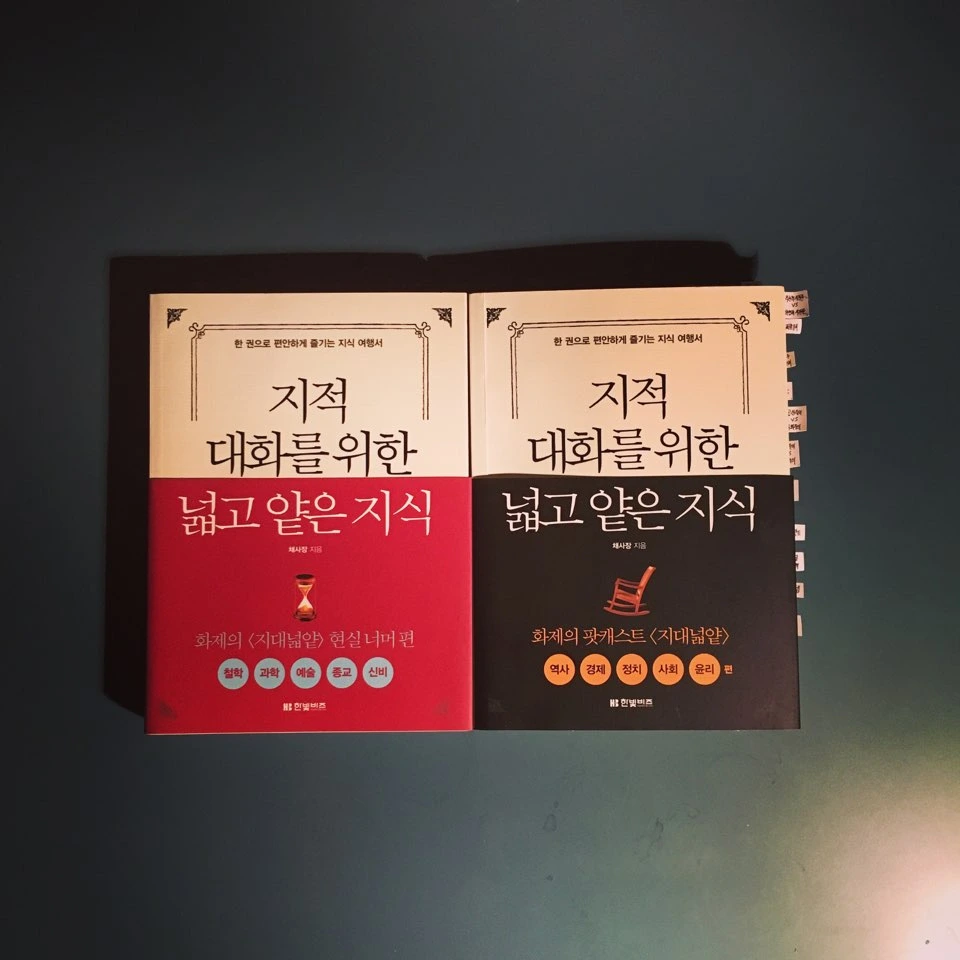 한 권으로 편안하게 즐기는 지식 여행서
지적
대화를 위한
넓고 얕은 지식
채사장 지음
화제의 〈지대넓얕〉 현실 너머 편
철학 과학 예술 종교 신비
HB 한빛비즈
한 권으로 편안하게 즐기는 지식 여행서
지적
대화를 위한
넓고 얕은 지식
채사장 지음
화제의 팟캐스트 〈지대넓얕〉
역사 경제 정치 사회 윤리 편
HB 한빛비즈